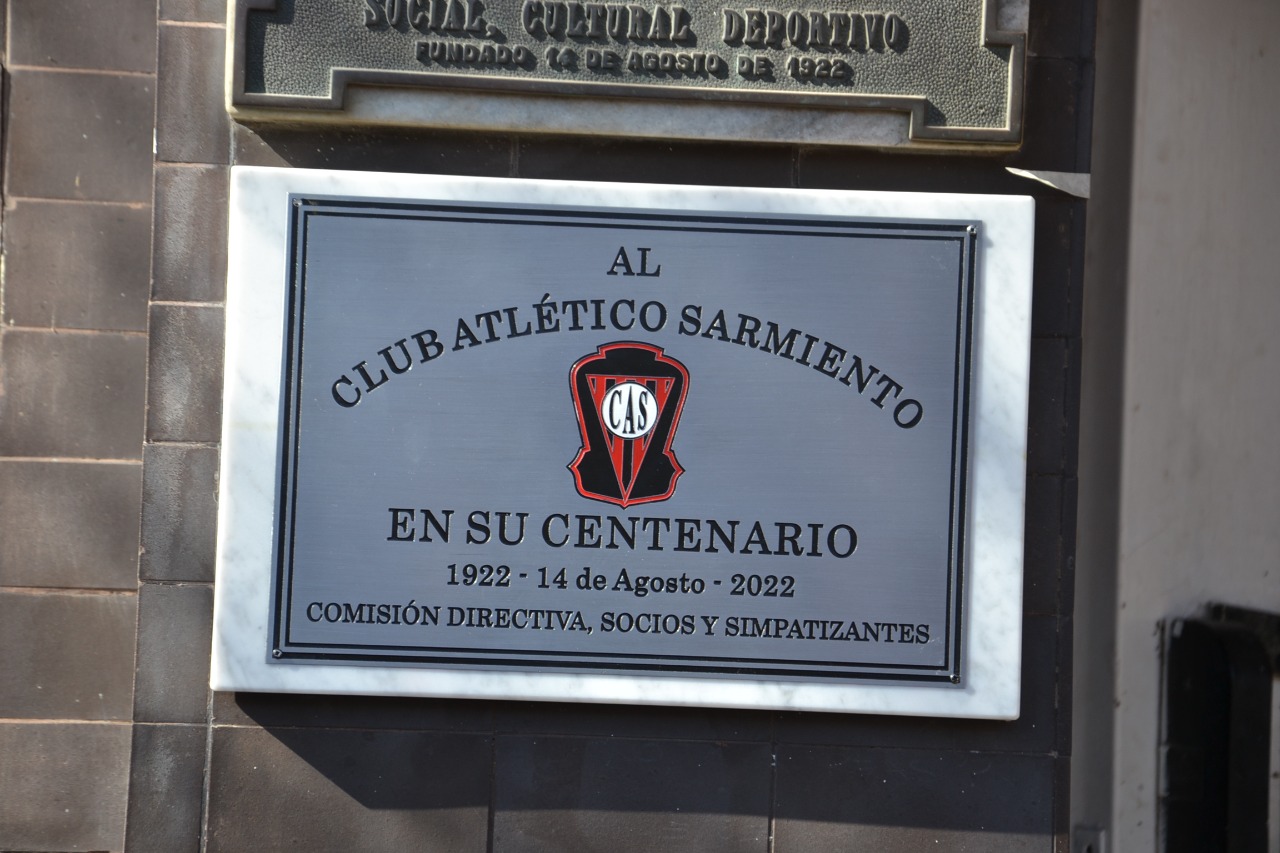 SOCIAL, CULTURAL DEPORTIVO
FUNDADO 14 DE AGOSTO DE 1922
AL
CLUB ATLÉTICO SARMIENTO
CAS
EN SU CENTENARIO
1922 - 14 de Agosto - 2022
COMISIÓN DIRECTIVA, SOCIOS Y SIMPATIZANTES